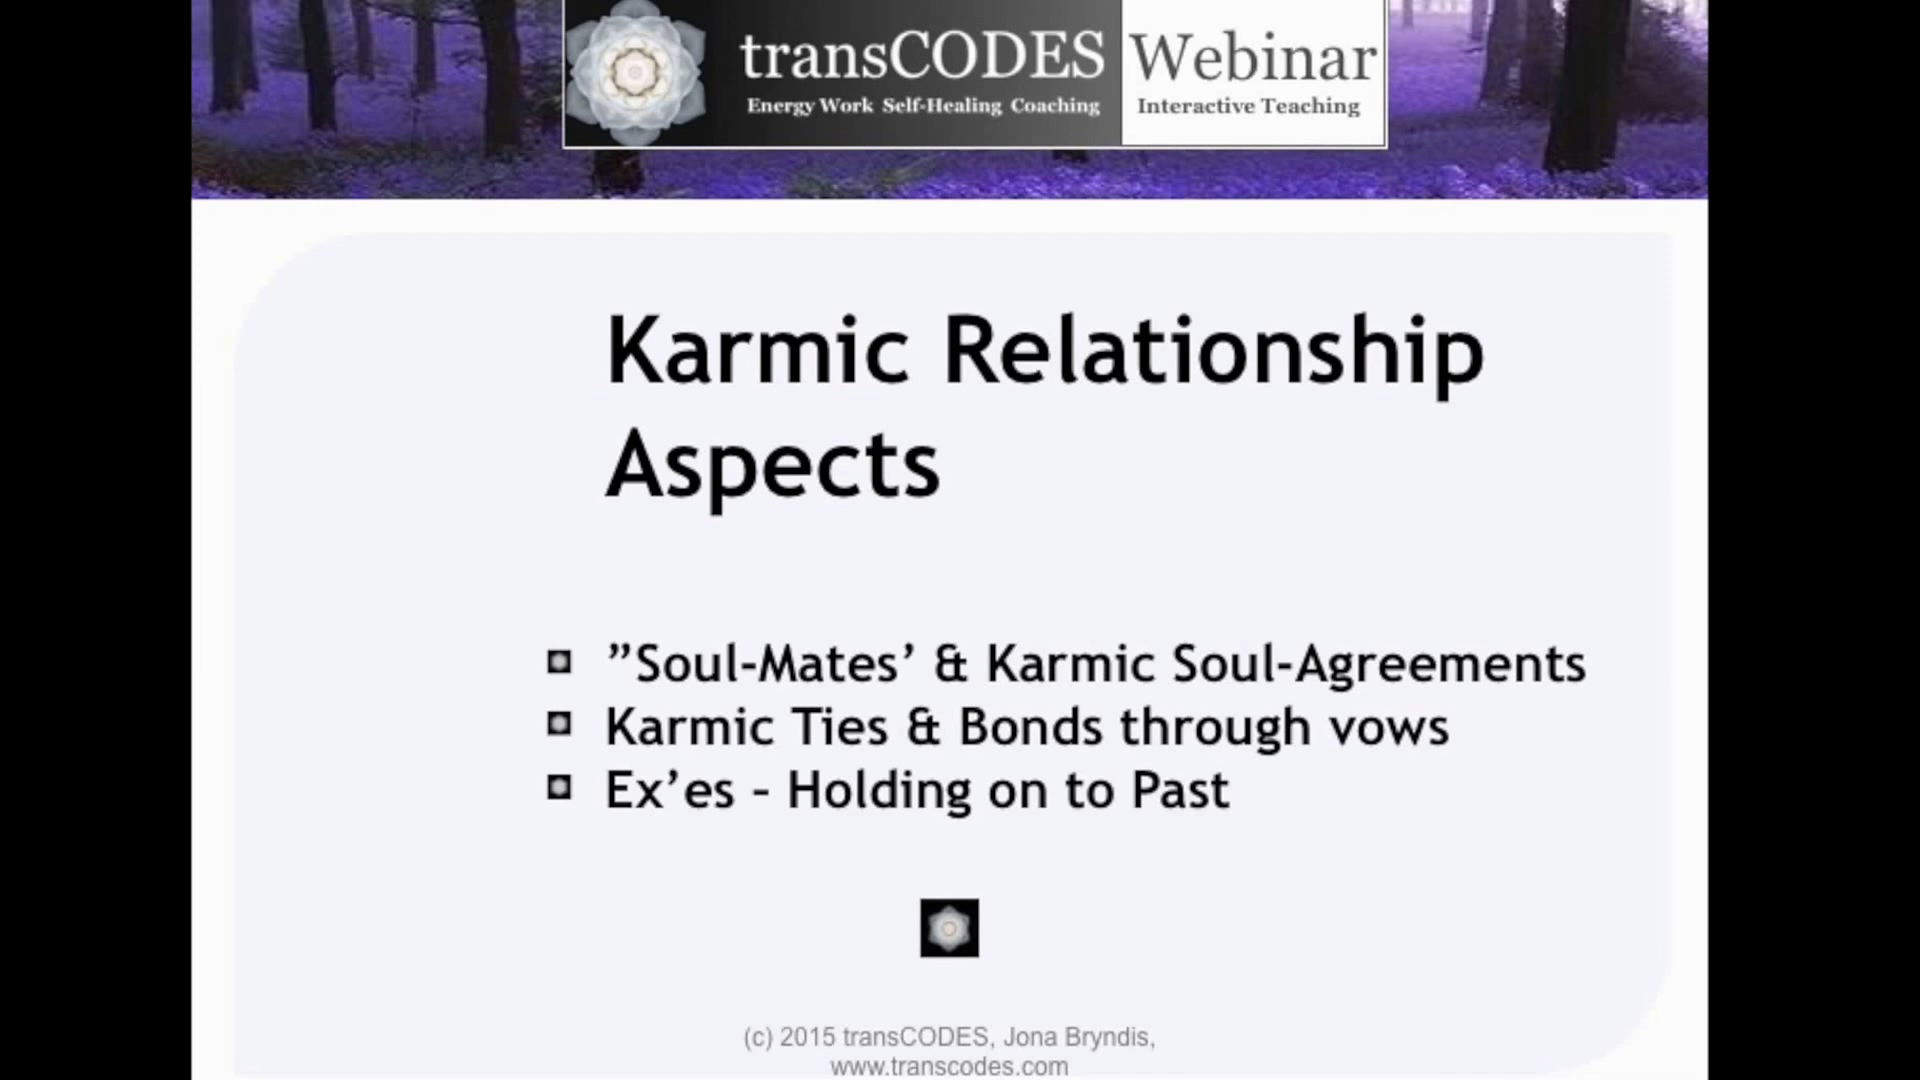 transCODES
Energy Work Self-Healing Coaching
Webinar
Interactive Teaching
Karmic Relationship
Aspects
”Soul-Mates’ & Karmic Soul-Agreements
Karmic Ties & Bonds through vows
Ex’es – Holding on to Past
(c) 2015 transCODES, Jona Bryndis,
www.transcodes.com